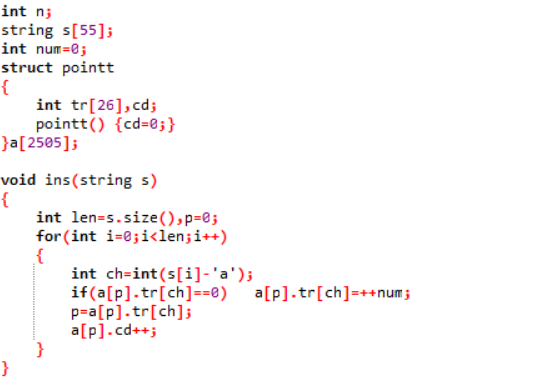 int n;
string s[55];
int num=0;
struct pointt
{
    int tr[26],cd;
    pointt() {cd=0;}
}a[2505];

void ins(string s)
{
    int len=s.size(),p=0;
    for(int i=0;i<len;i++)
    {
        int ch=int(s[i]-'a');
        if(a[p].tr[ch]==0)   a[p].tr[ch]=++num;
        p=a[p].tr[ch];
        a[p].cd++;
    }
}